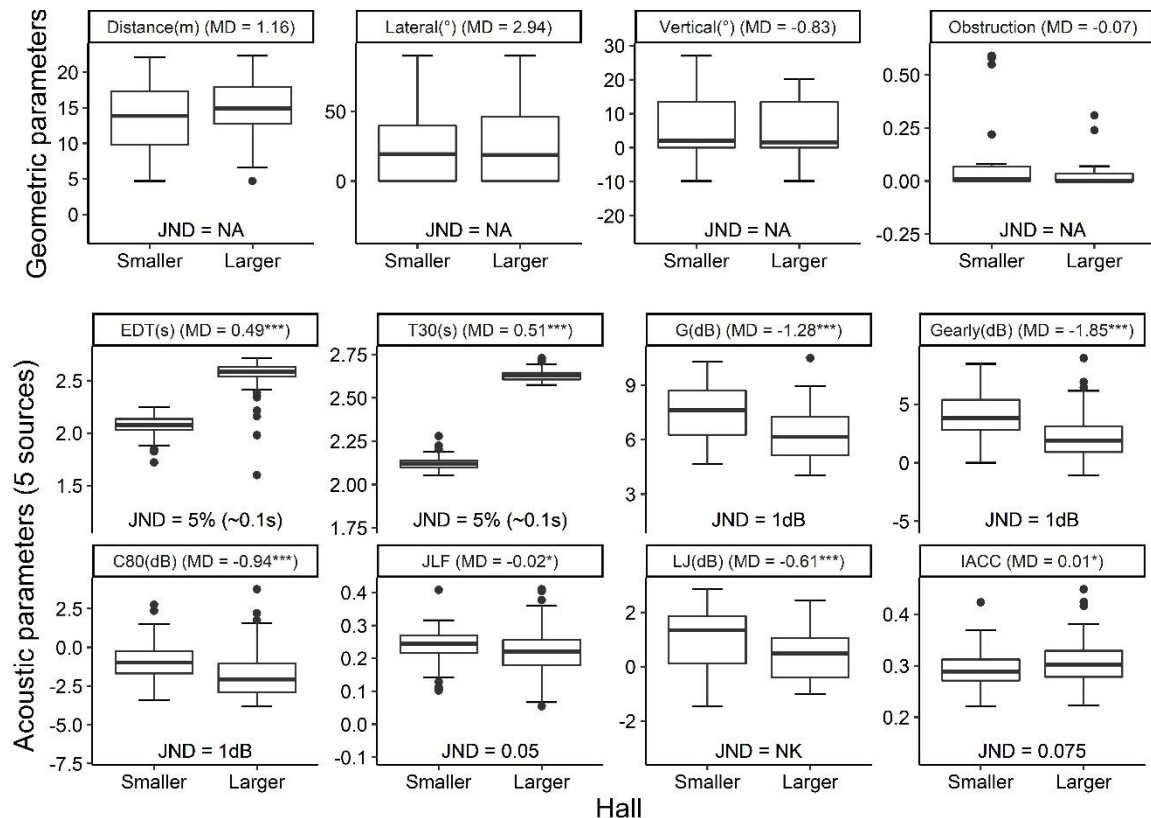 Distance(m) (MD = 1.16)
Lateral(°) (MD = 2.94)
Vertical(°) (MD = -0.83)
Obstruction (MD = -0.07)
Geometric parameters
20
15
10
5
0
50
0
30
20
10
0
-10
-20
0.50
0.25
0.00
-0.25
JND = NA
JND = NA
JND = NA
JND = NA
Smaller Larger
Smaller Larger
Smaller Larger
Smaller Larger
Acoustic parameters (5 sources)
EDT(s) (MD = 0.49***)
T30(s) (MD = 0.51***)
G(dB) (MD = -1.28***)
Gearly(dB) (MD = -1.85***)
2.5
2.0
1.5
2.75
2.50
2.25
2.00
1.75
9
6
3
5
0
-5
JND = 5% (~0.1s)
JND = 5% (~0.1s)
JND = 1dB
JND = 1dB
C80(dB) (MD = -0.94***)
JLF (MD = -0.02*)
LJ(dB) (MD = -0.61***)
IACC (MD = 0.01*)
2.5
0.0
-2.5
-5.0
-7.5
0.4
0.3
0.2
0.1
0.0
-0.1
2
0
-2
0.4
0.3
0.2
JND = 1dB
JND = 0.05
JND = NK
JND = 0.075
Smaller Larger
Smaller Larger
Smaller Larger
Smaller Larger
Hall